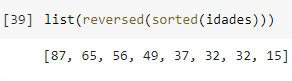 [39] list(reversed(sorted(idades)))
[87, 65, 56, 49, 37, 32, 32, 15]